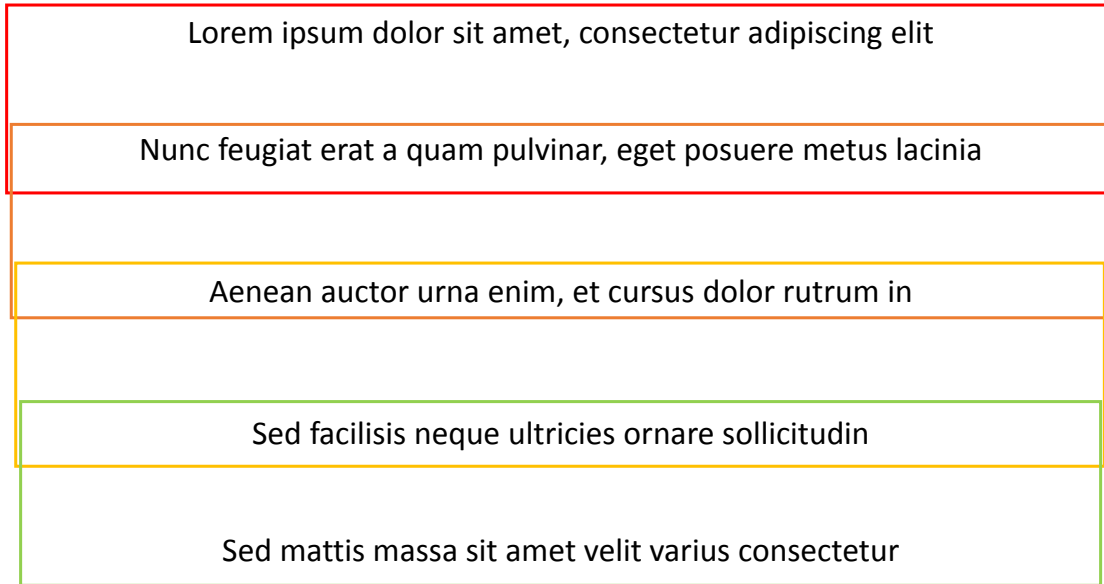 Lorem ipsum dolor sit amet, consectetur adipiscing elit
Nunc feugiat erat a quam pulvinar, eget posuere metus lacinia
Aenean auctor urna enim, et cursus dolor rutrum in
Sed facilisis neque ultricies ornare sollicitudin
Sed mattis massa sit amet velit varius consectetur